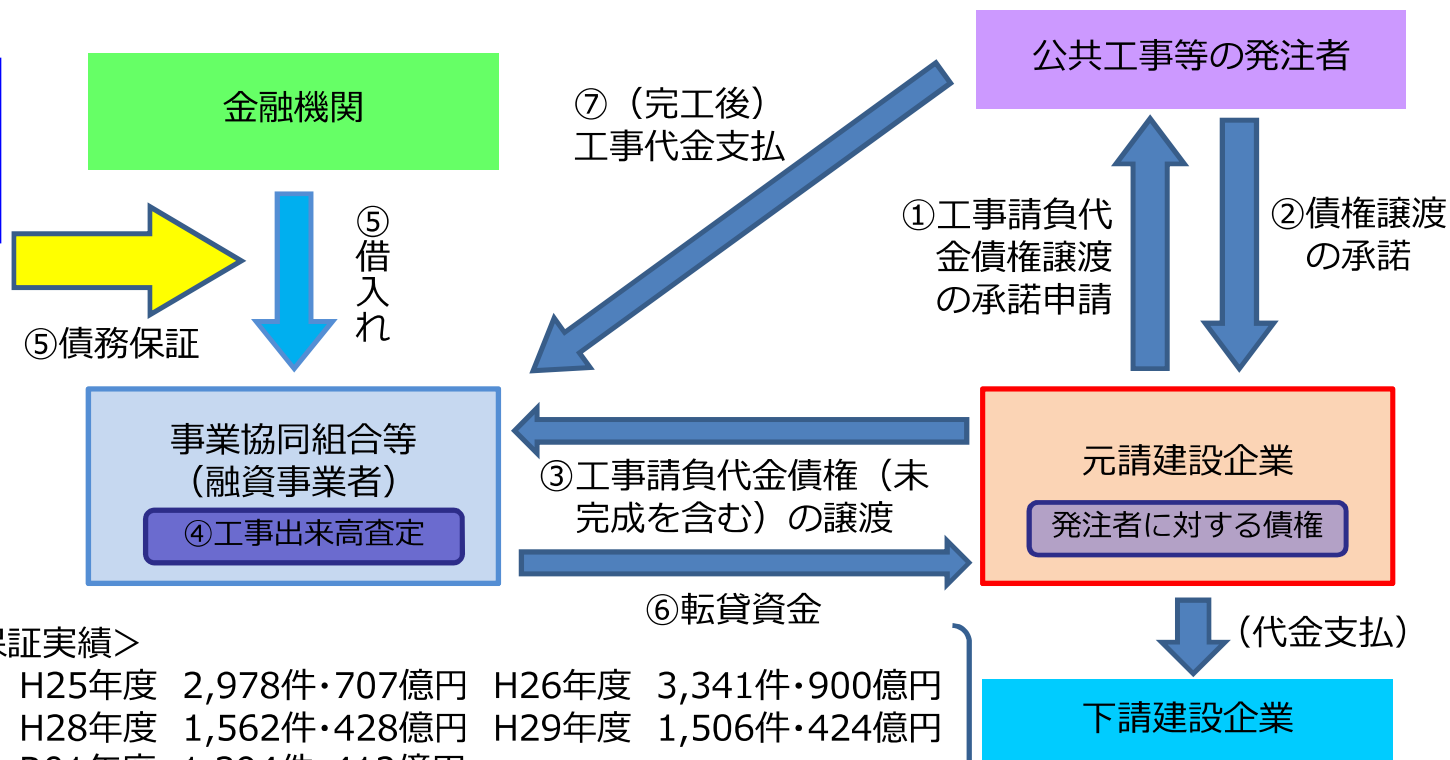 公共工事等の発注者
金融機関
⑦（完工後）
工事代金支払
①工事請負代
金債権譲渡
の承諾申請
②債権譲渡
の承諾
⑤借入れ
⑤債務保証
事業協同組合等
（融資事業者）
④工事出来高査定
③工事請負代金債権（未
完成を含む）の譲渡
元請建設企業
発注者に対する債権
⑥転貸資金
（代金支払）
下請建設企業
証実績＞
H25年度 2,978件・707億円 H26年度 3,341件・900億円
H28年度 1,562件・428億円 H29年度 1,506件・424億円